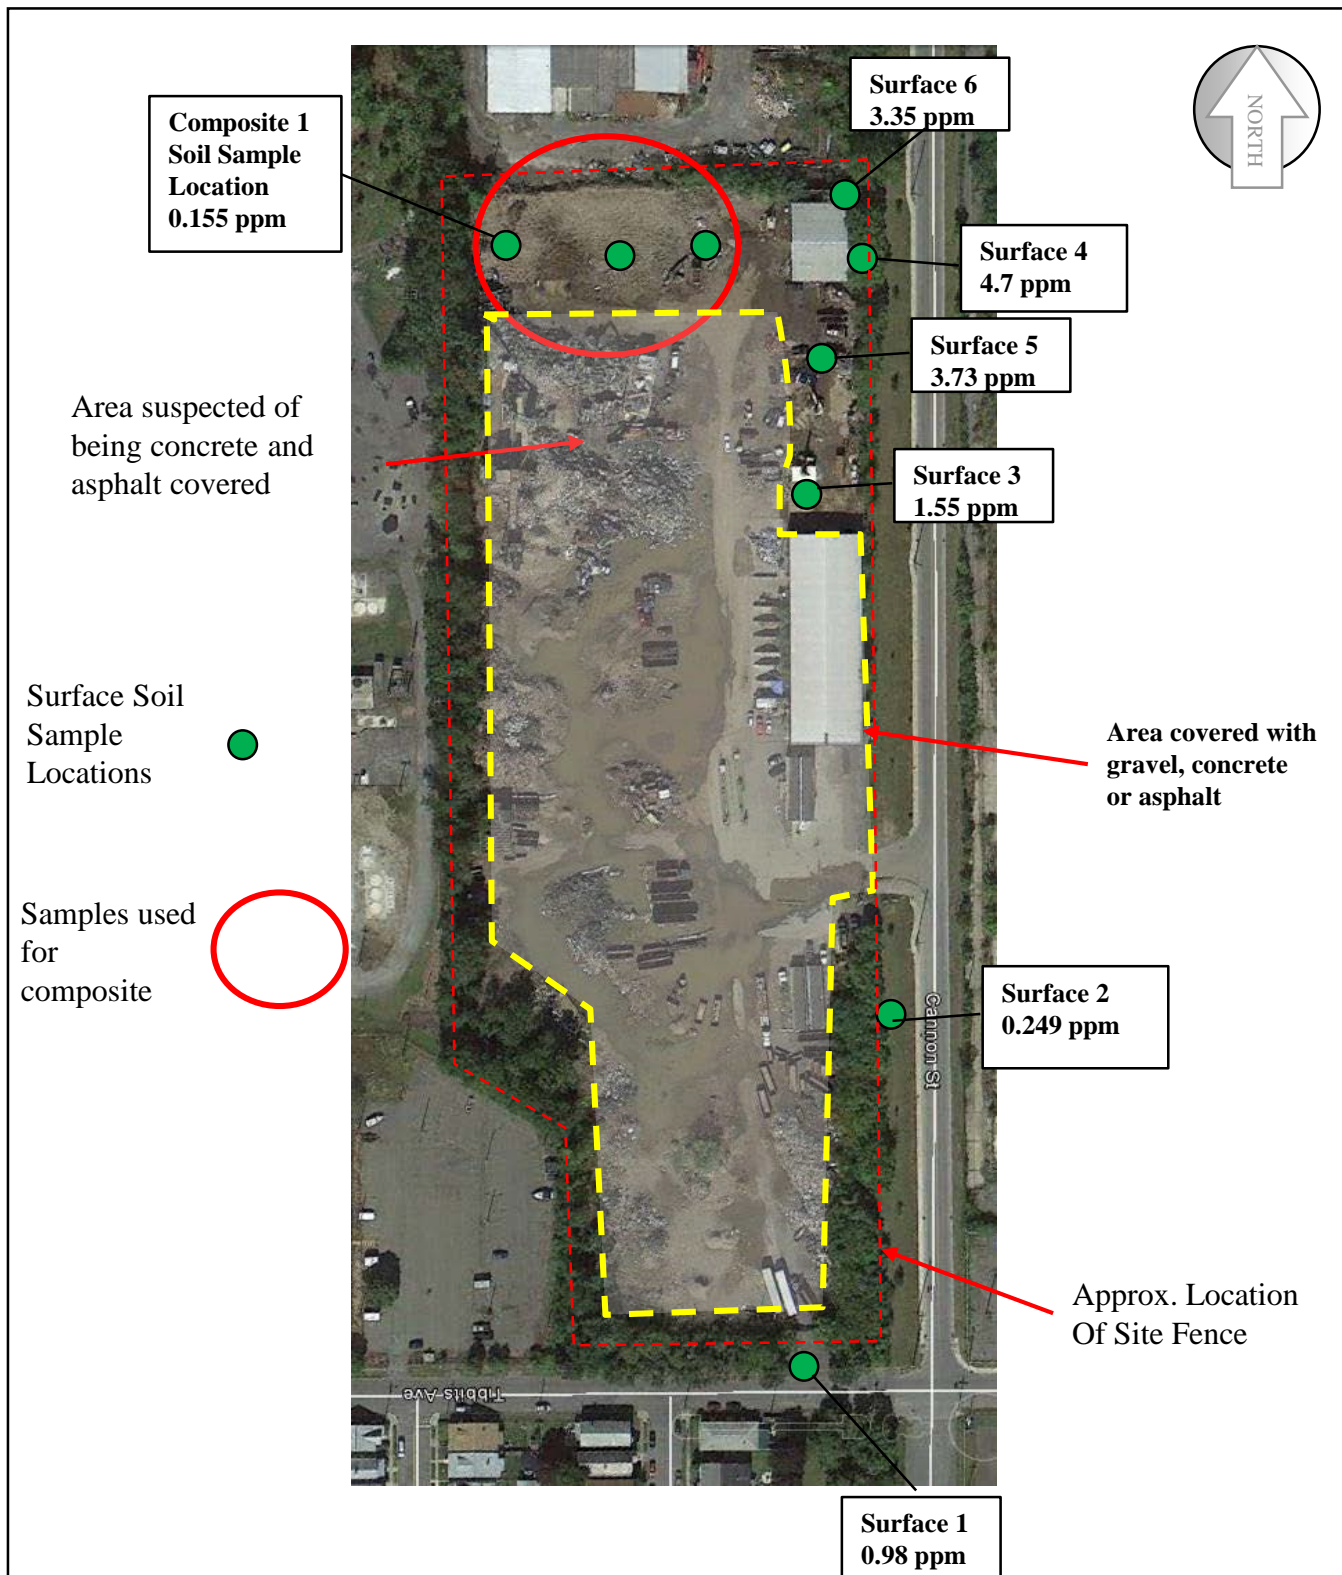 Surface 6
3.35 ppm
NORTH
Composite 1
Soil Sample
Location
0.155 ppm
Surface 4
4.7 ppm
Surface 5
3.73 ppm
Area suspected of
being concrete and
asphalt covered
Surface 3
1.55 ppm
Surface Soil
Sample
Locations
Area covered with
gravel, concrete
or asphalt
Samples used
for
composite
Surface 2
0.249 ppm
Cannon St
Approx. Location
Of Site Fence
Tibbits Ave
Surface 1
0.98 ppm